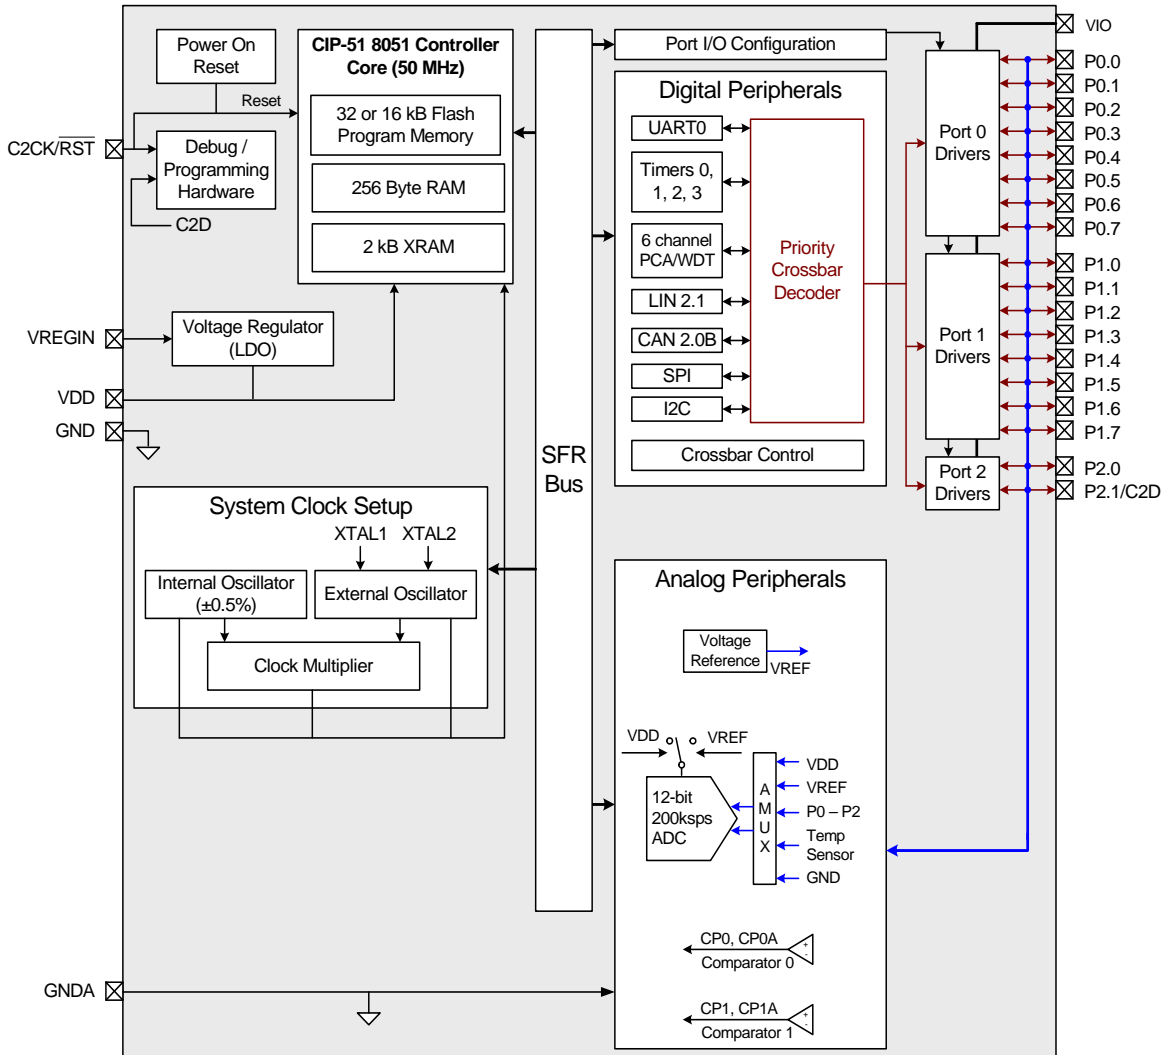 Power On
Reset
Reset
C2CK/RST
Debug /
Programming
Hardware
C2D
CIP-51 8051 Controller
Core (50 MHz)
32 or 16 kB Flash
Program Memory
256 Byte RAM
2 kB XRAM
VREGIN
Voltage Regulator
(LDO)
VDD
GND
System Clock Setup
XTAL1 XTAL2
Internal Oscillator
(±0.5%)
External Oscillator
Clock Multiplier
GNDA
SFR
Bus
Port I/O Configuration
Digital Peripherals
UART0
Timers 0,
1, 2, 3
6 channel
PCA/WDT
LIN 2.1
CAN 2.0B
SPI
I2C
Priority
Crossbar
Decoder
Crossbar Control
Port 0
Drivers
Port 1
Drivers
Port 2
Drivers
VIO
P0.0
P0.1
P0.2
P0.3
P0.4
P0.5
P0.6
P0.7
P1.0
P1.1
P1.2
P1.3
P1.4
P1.5
P1.6
P1.7
P2.0
P2.1/C2D
Analog Peripherals
Voltage
Reference
VREF
VDD
VREF
12-bit
200ksps
ADC
A
M
U
X
VDD
VREF
P0 – P2
Temp
Sensor
GND
CP0, CP0A
Comparator 0
+
-
CP1, CP1A
Comparator 1
+
-